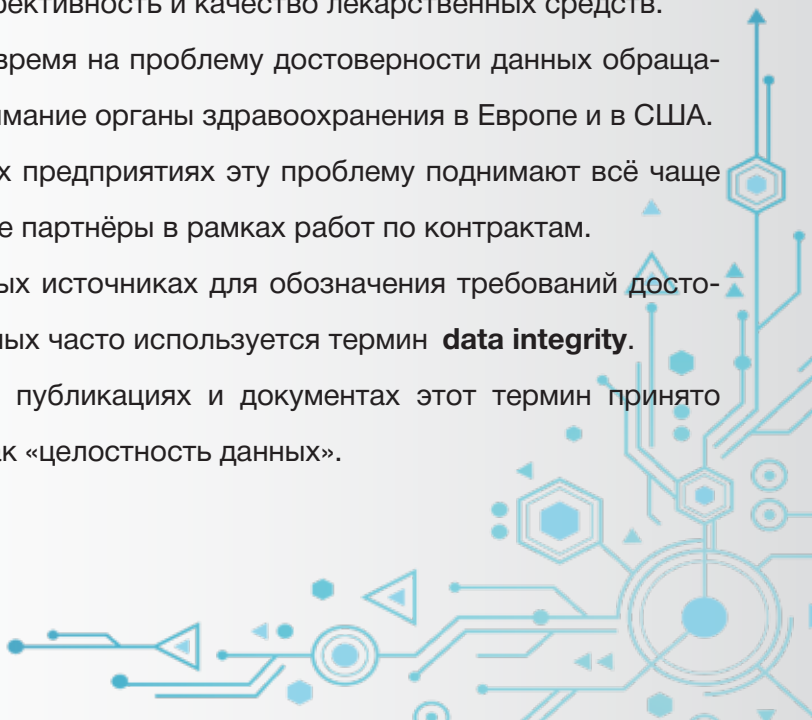 ективность и качество лекарственных средств.
время на проблему достоверности данных обраща-
имание органы здравоохранения в Европе и в США.
х предприятиях эту проблему поднимают всё чаще
е партнёры в рамках работ по контрактам.
ых источниках для обозначения требований досто-
ных часто используется термин data integrity.
публикациях и документах этот термин принято
ак «целостность данных».